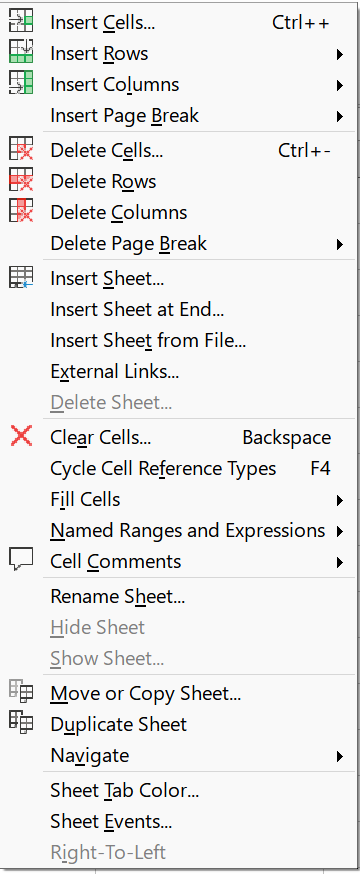 Insert Cells... Ctrl++
Insert Rows
Insert Columns
Insert Page Break
Delete Cells... Ctrl+-
Delete Rows
Delete Columns
Delete Page Break
Insert Sheet...
Insert Sheet at End...
Insert Sheet from File...
External Links...
Delete Sheet...
Clear Cells... Backspace
Cycle Cell Reference Types F4
Fill Cells
Named Ranges and Expressions
Cell Comments
Rename Sheet...
Hide Sheet
Show Sheet...
Move or Copy Sheet...
Duplicate Sheet
Navigate
Sheet Tab Color...
Sheet Events...
Right-To-Left